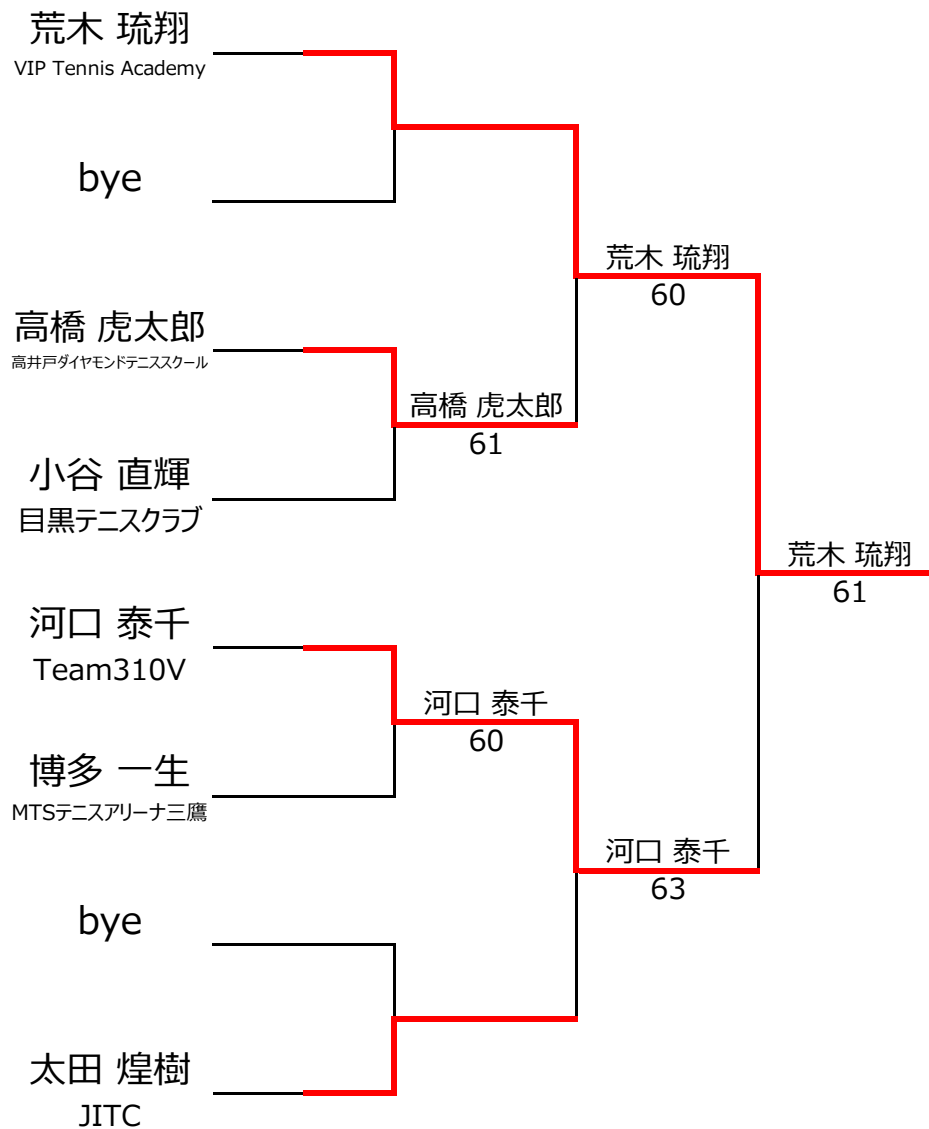 荒木 琉翔
VIP Tennis Academy
bye
荒木 琉翔
60
高橋 虎太郎
高井戸ダイヤモンドテニススクール
高橋 虎太郎
61
小谷 直輝
目黒テニスクラブ
荒木 琉翔
61
河口 泰千
Team310V
河口 泰千
60
博多 一生
MTSテニスアリーナ三鷹
河口 泰千
63
bye
太田 煌樹
JITC